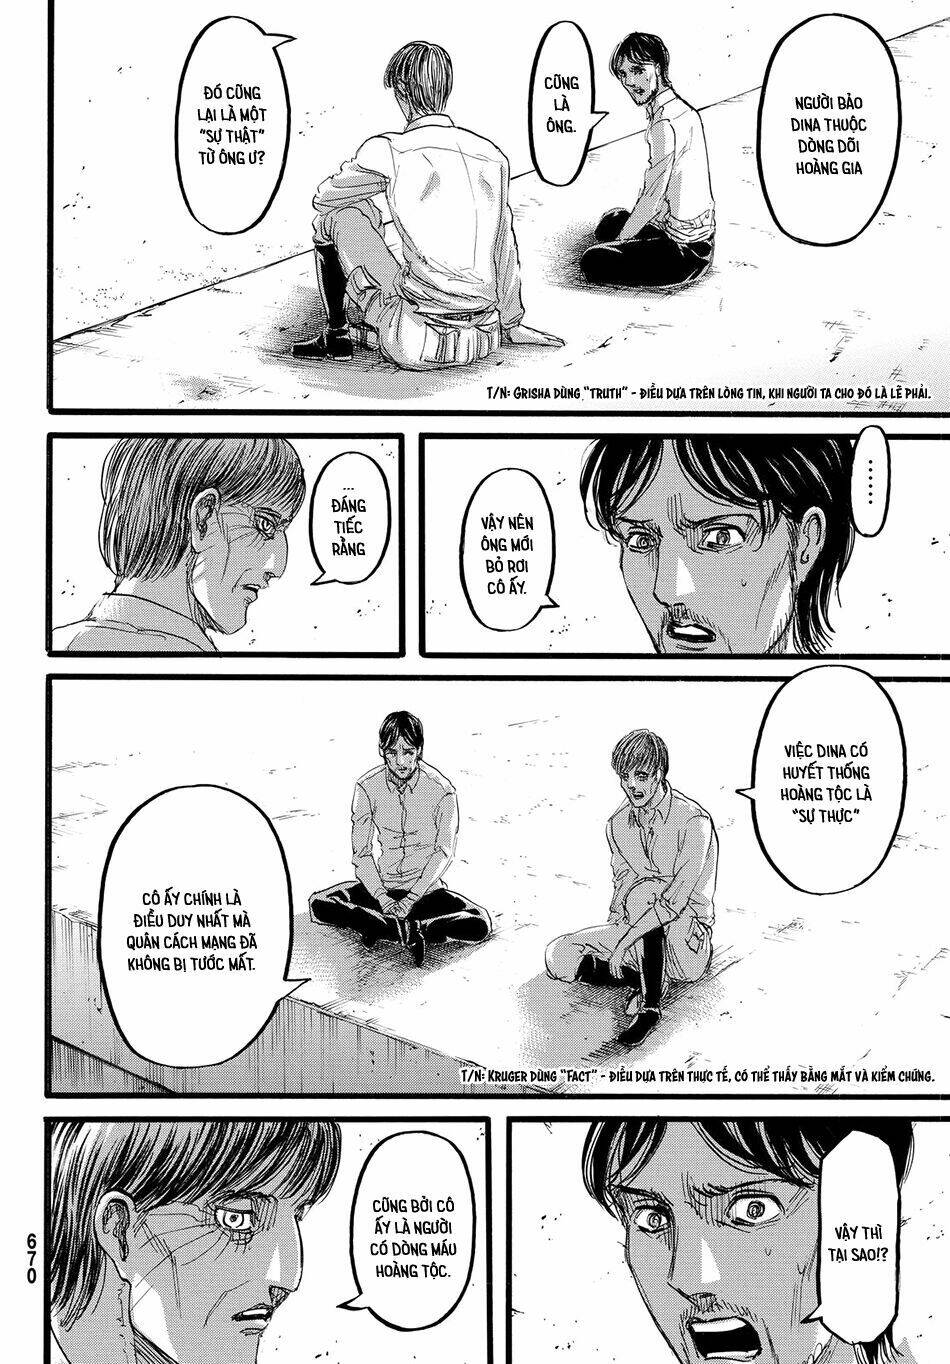 NGƯỜI BẢO
DINA THUỘC
DÒNG DÕI
HOÀNG GIA
CŨNG
LÀ
ÔNG.
ĐÓ CŨNG
LẠI LÀ MỘT
"SỰ THẬT"
TỪ ÔNG Ư?
T/N: GRISHA DÙNG "TRUTH" - ĐIỀU DỰA TRÊN LÒNG TIN, KHI NGƯỜI TA CHO ĐÓ LÀ LẼ PHẢI.
........
VẬY NÊN
ÔNG MỚI
BỎ RƠI
CÔ ẤY.
...
ĐÁNG
TIẾC
RẰNG
VIỆC DINA CÓ
HUYẾT THỐNG
HOÀNG TỘC LÀ
"SỰ THỰC"
CÔ ẤY CHÍNH LÀ
ĐIỀU DUY NHẤT MÀ
QUÂN CÁCH MẠNG ĐÃ
KHÔNG BỊ TƯỚC MẤT.
T/N: KRUGER DÙNG "FACT" - ĐIỀU DỰA TRÊN THỰC TẾ, CÓ THỂ THẤY BẰNG MẮT VÀ KIỂM CHỨNG.
VẬY THÌ
TẠI SAO!?
CŨNG BỞI CÔ
ẤY LÀ NGƯỜI
CÓ DÒNG MÁU
HOÀNG TỘC.
670